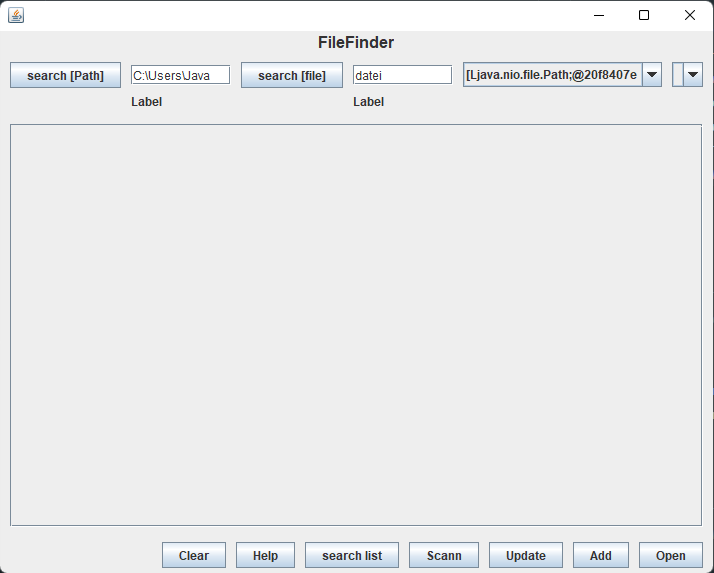 FileFinder
search [Path] C:\Users\Java search [file] datei [Ljava.nio.file.Path;@20f8407e
Label Label
Clear Help search list Scann Update Add Open